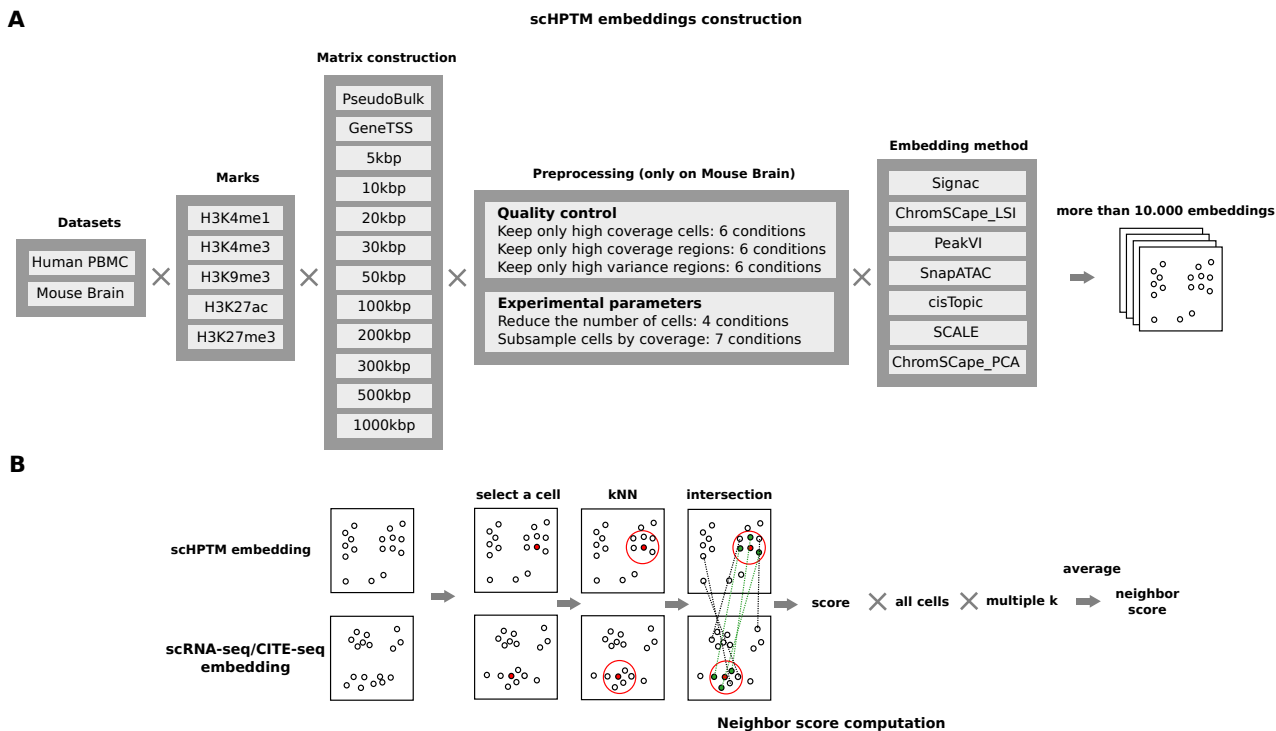 A
scHPTM embeddings construction
Datasets
Human PBMC
Mouse Brain
Marks
H3K4me1
H3K4me3
H3K9me3
H3K27ac
H3K27me3
Matrix construction
PseudoBulk
GeneTSS
5kbp
10kbp
20kbp
30kbp
50kbp
100kbp
200kbp
300kbp
500kbp
1000kbp
Preprocessing (only on Mouse Brain)
Quality control
Keep only high coverage cells: 6 conditions
Keep only high coverage regions: 6 conditions
Keep only high variance regions: 6 conditions
Experimental parameters
Reduce the number of cells: 4 conditions
Subsample cells by coverage: 7 conditions
Embedding method
Signac
ChromSCape_LSI
PeakVI
SnapATAC
cisTopic
SCALE
ChromSCape_PCA
more than 10.000 embeddings
B
select a cell
kNN
intersection
scHPTM embedding
scRNA-seq/CITE-seq
embedding
score
all cells
multiple k
average
neighbor
score
Neighbor score computation